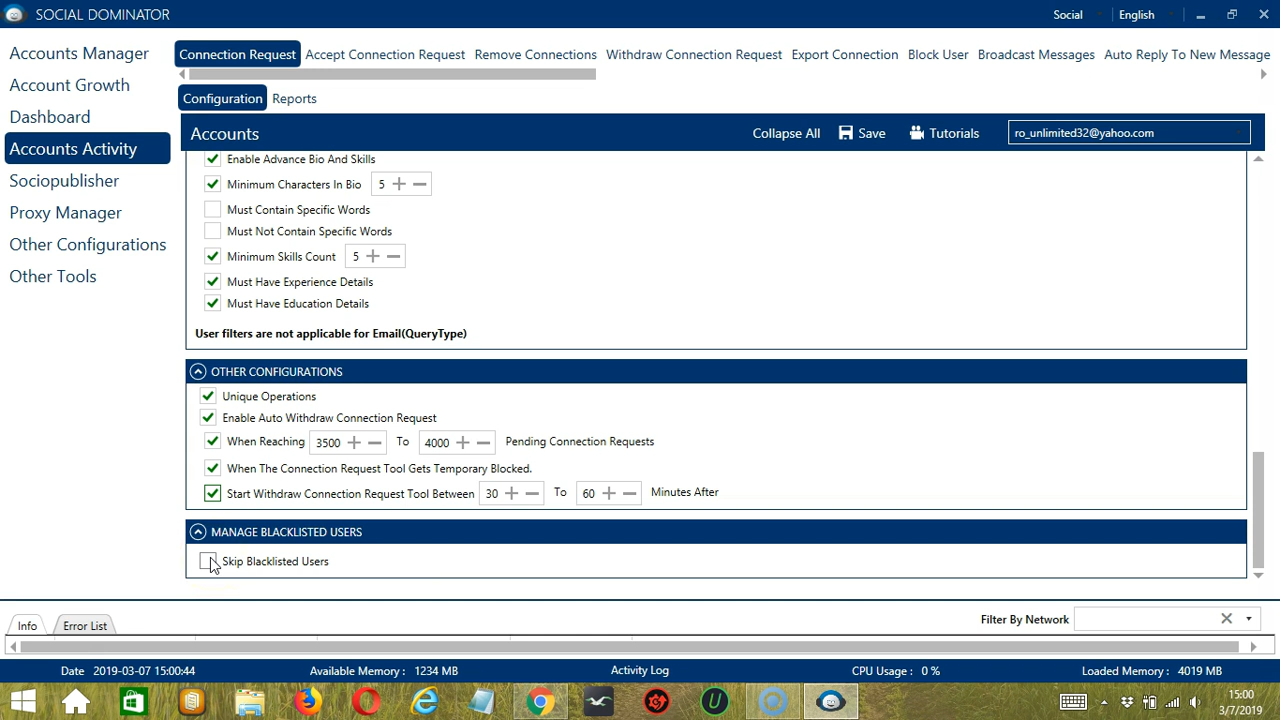 SOCIAL DOMINATOR
Social English
Accounts Manager
Account Growth
Dashboard
Accounts Activity
Sociopublisher
Proxy Manager
Other Configurations
Other Tools
Connection Request Accept Connection Request Remove Connections Withdraw Connection Request Export Connection Block User Broadcast Messages Auto Reply To New Message
Configuration Reports
Accounts Collapse All Save Tutorials ro_unlimited32@yahoo.com
Enable Advance Bio And Skills
Minimum Characters In Bio 5
Must Contain Specific Words
Must Not Contain Specific Words
Minimum Skills Count 5
Must Have Experience Details
Must Have Education Details
User filters are not applicable for Email(QueryType)
OTHER CONFIGURATIONS
Unique Operations
Enable Auto Withdraw Connection Request
When Reaching 3500 To 4000 Pending Connection Requests
When The Connection Request Tool Gets Temporary Blocked.
Start Withdraw Connection Request Tool Between 30 To 60 Minutes After
MANAGE BLACKLISTED USERS
Skip Blacklisted Users
Info Error List Filter By Network
Date 2019-03-07 15:00:44 Available Memory : 1234 MB Activity Log CPU Usage : 0 % Loaded Memory : 4019 MB
15:00
3/7/2019